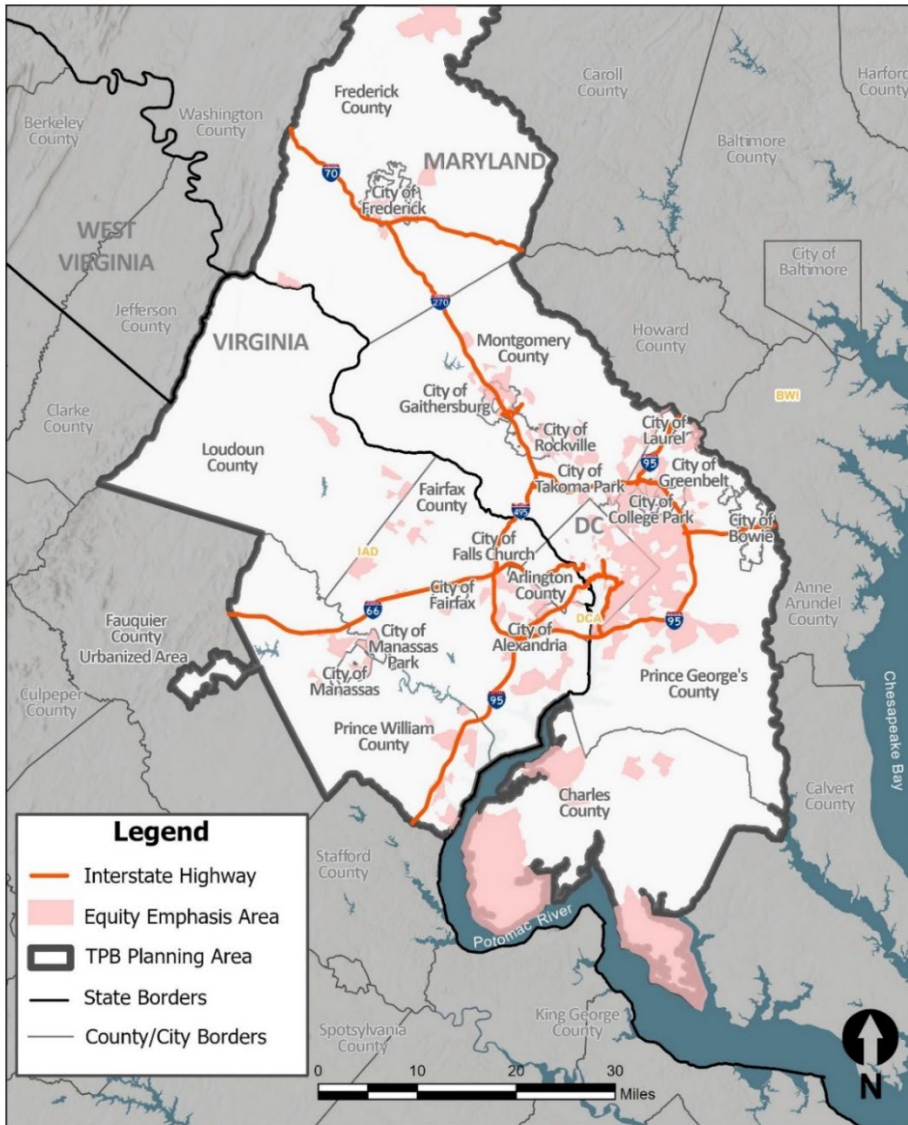 Frederick
County
Caroll
County
Harford
County
Washington
County
Berkeley
County
Baltimore
County
MARYLAND
70
City of
Frederick
WEST
VIRGINIA
City of
Baltimore
Jefferson
County
270
Howard
County
VIRGINIA
Montgomery
County
BWI
City of
Gaithersburg
City of
Laurel
Clarke
County
City of
Rockville
Loudoun
County
95
City of
Greenbelt
City of
Takoma Park
Fairfax
County
City of
College Park
495
DC
City of
Bowie
City of
Falls Church
IAD
Arlington
County
City of
Fairfax
Anne
Arundel
County
66
DCA
95
Fauquier
County
Urbanized Area
City of
Manassas
Park
City of
Alexandria
City of
Manassas
Prince George's
County
Culpeper
County
95
Chesapeake Bay
Prince William
County
Charles
County
Calvert
County
Legend
Interstate Highway
Equity Emphasis Area
TPB Planning Area
State Borders
County/City Borders
Stafford
County
Potomac River
Spotsylvania
County
King George
County
0 10 20 30
Miles
N